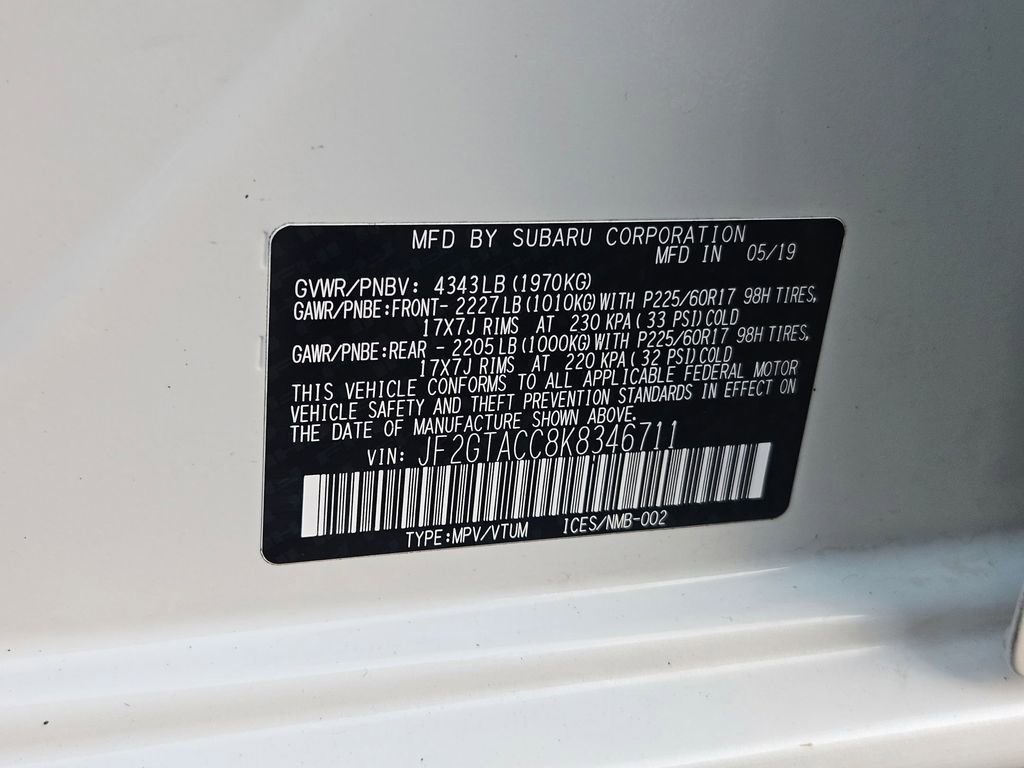 MFD BY SUBARU CORPORATION
MFD IN 05/19
GVWR/PNBV: 4343LB (1970KG)
GAWR/PNBE:FRONT- 2227LB (1010KG) WITH P225/60R17 98H TIRES,
17X7J RIMS AT 230 KPA( 33 PSI) COLD
GAWR/PNBE:REAR - 2205LB (1000KG) WITH P225/60R17 98H TIRES,
17X7J RIMS AT 220 KPA( 32 PSI) COLD
THIS VEHICLE CONFORMS TO ALL APPLICABLE FEDERAL MOTOR
VEHICLE SAFETY AND THEFT PREVENTION STANDARDS IN EFFECT ON
THE DATE OF MANUFACTURE SHOWN ABOVE.
VIN: JF2GTACC8K8346711
TYPE:MPV/VTUM ICES/NMB-002